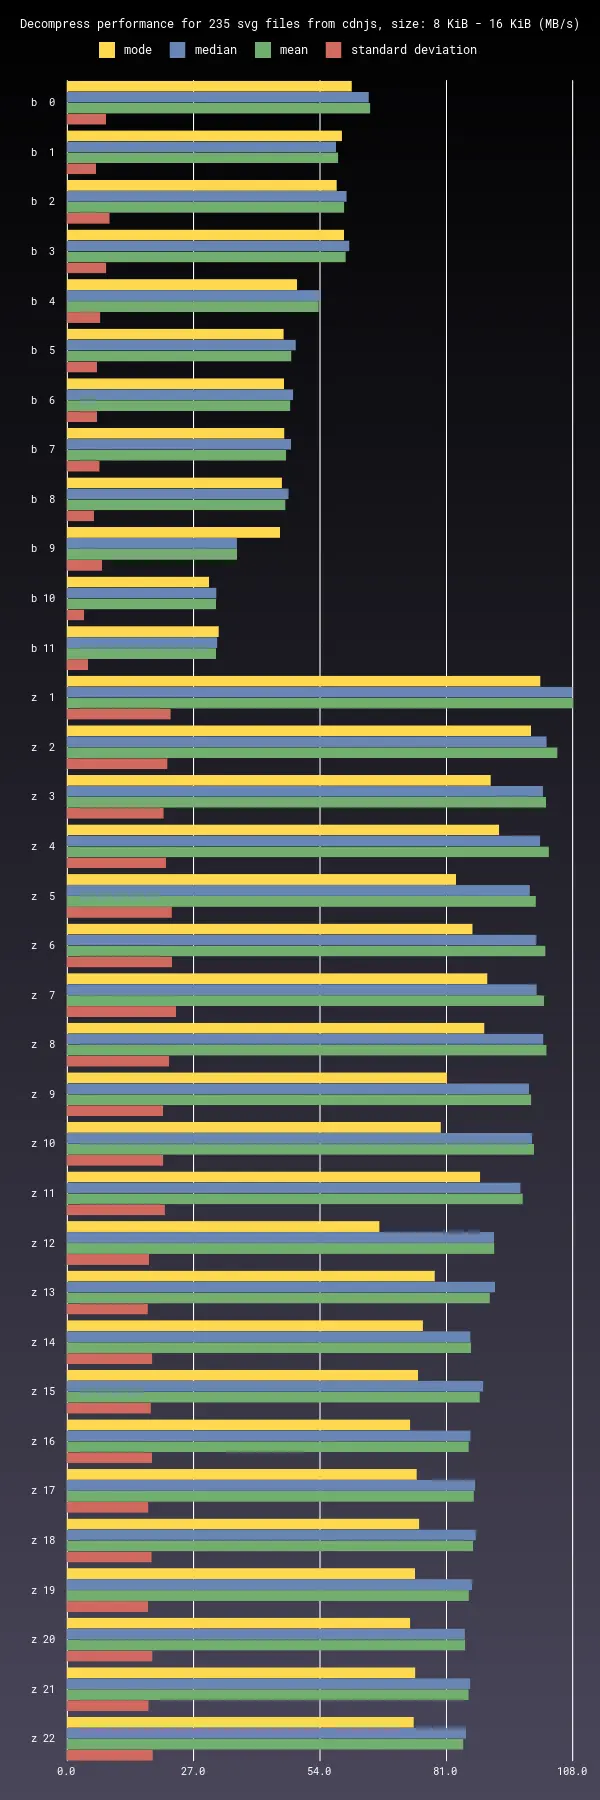 Decompress performance for 235 svg files from cdnjs, size: 8 KiB - 16 KiB (MB/s)
mode median mean standard deviation
b 0
b 1
b 2
b 3
b 4
b 5
b 6
b 7
b 8
b 9
b 10
b 11
z 1
z 2
z 3
z 4
z 5
z 6
z 7
z 8
z 9
z 10
z 11
z 12
z 13
z 14
z 15
z 16
z 17
z 18
z 19
z 20
z 21
z 22
0.0 27.0 54.0 81.0 108.0